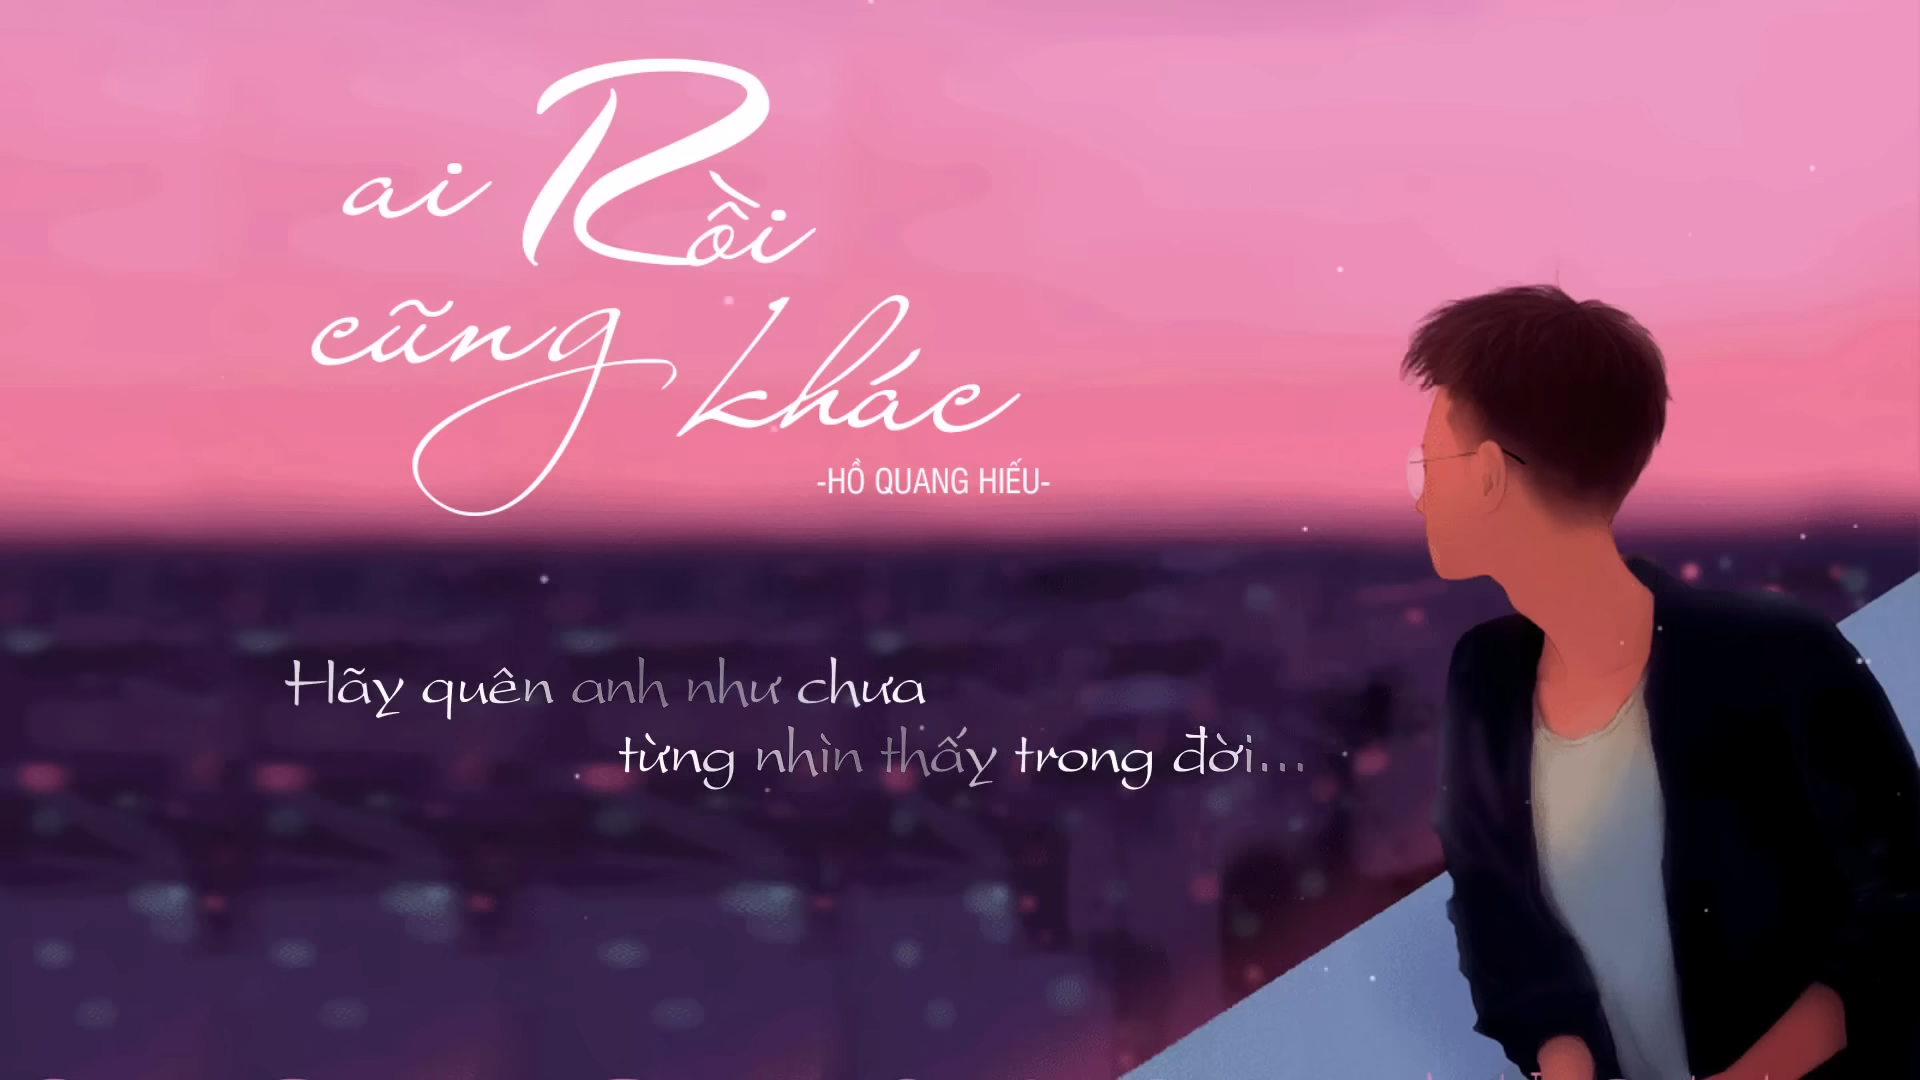 ai Rồi
cũng khác
-HỒ QUANG HIẾU-
Hãy quên anh như chưa
từng nhìn thấy trong đời...